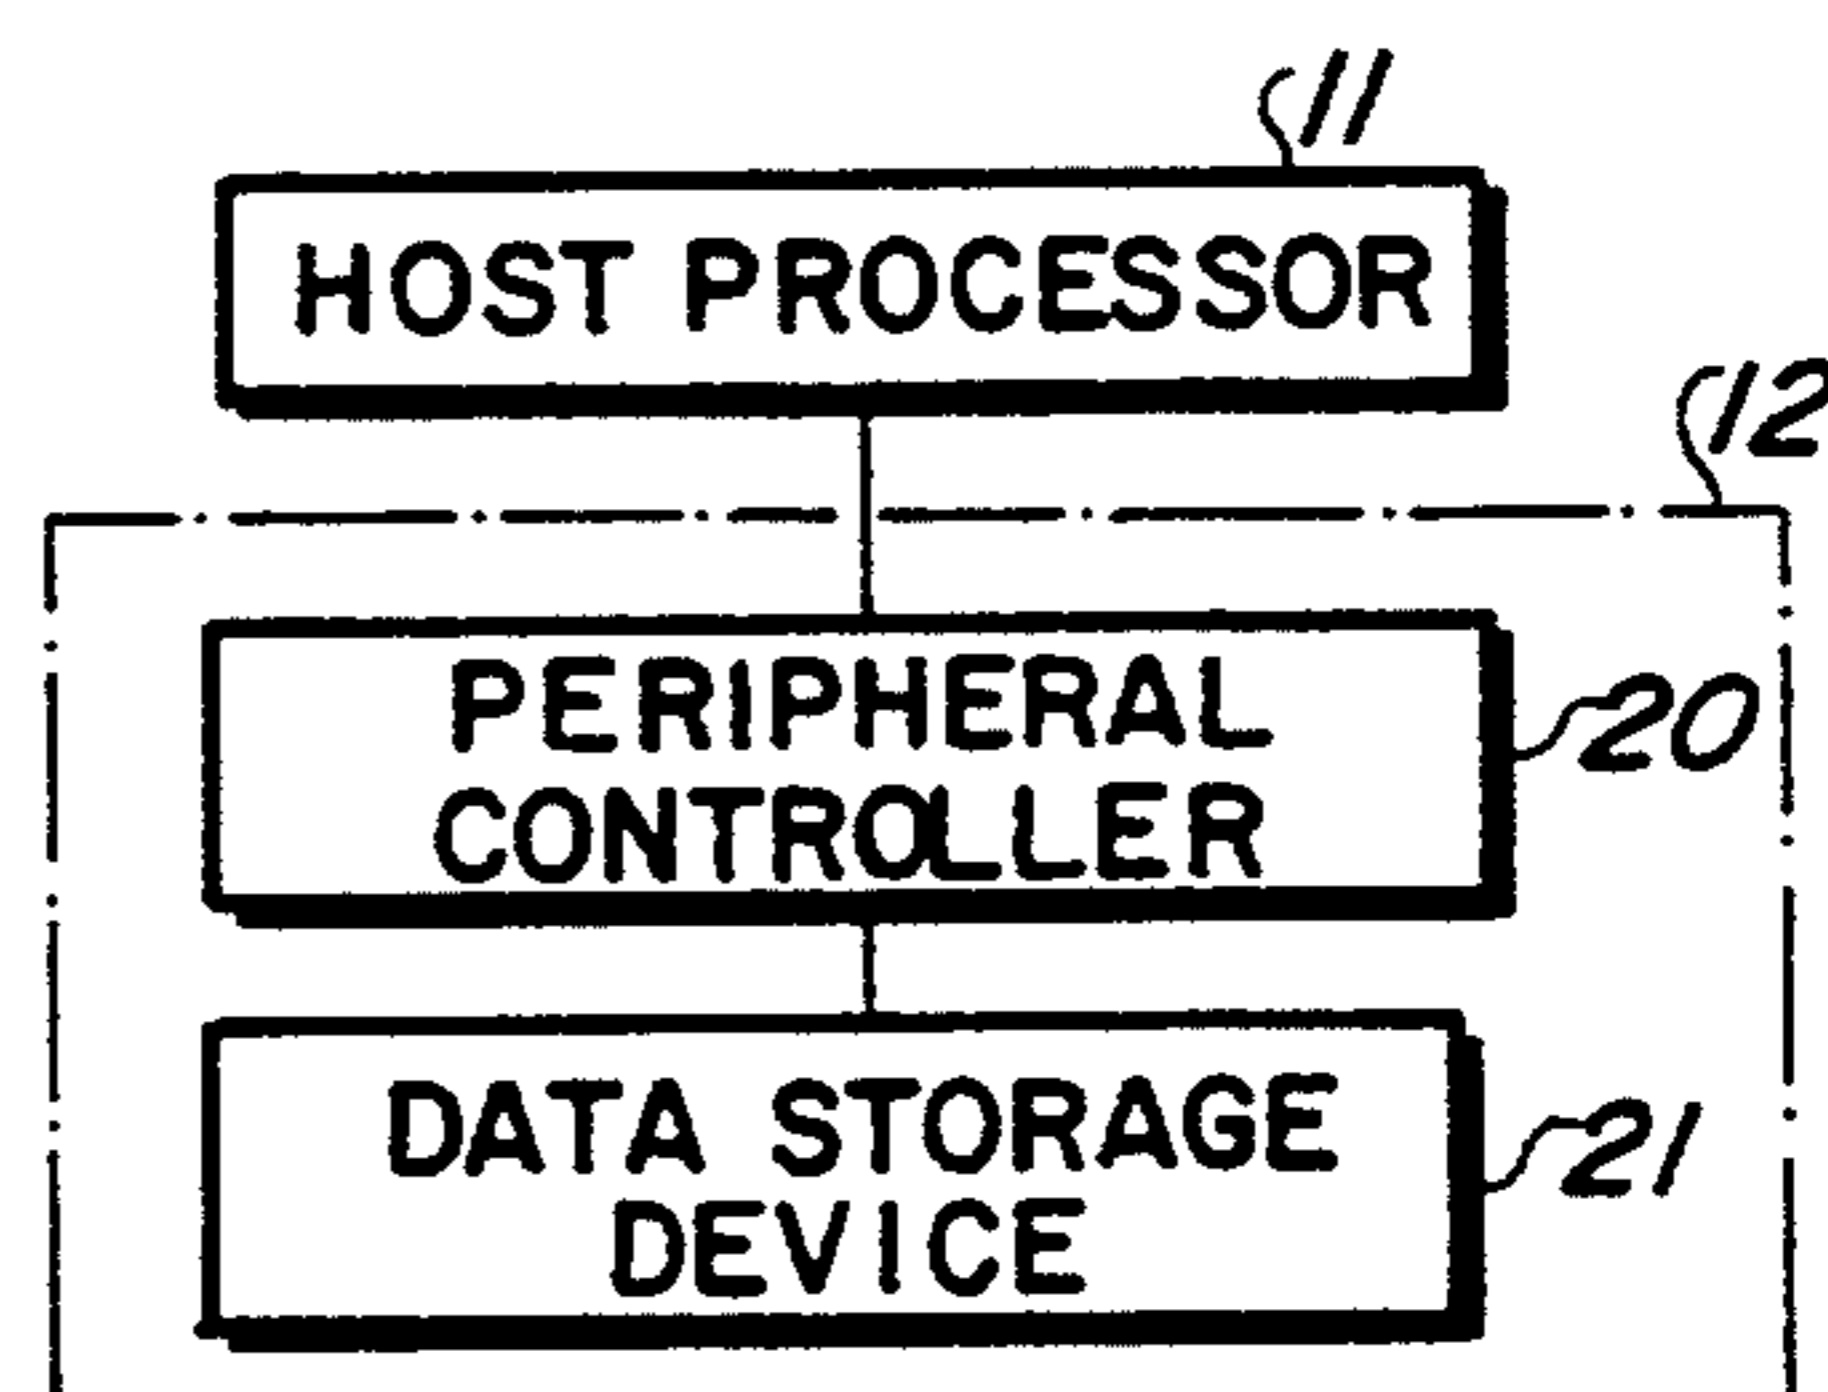 11
HOST PROCESSOR
12
PERIPHERAL
CONTROLLER
20
DATA STORAGE
DEVICE
21